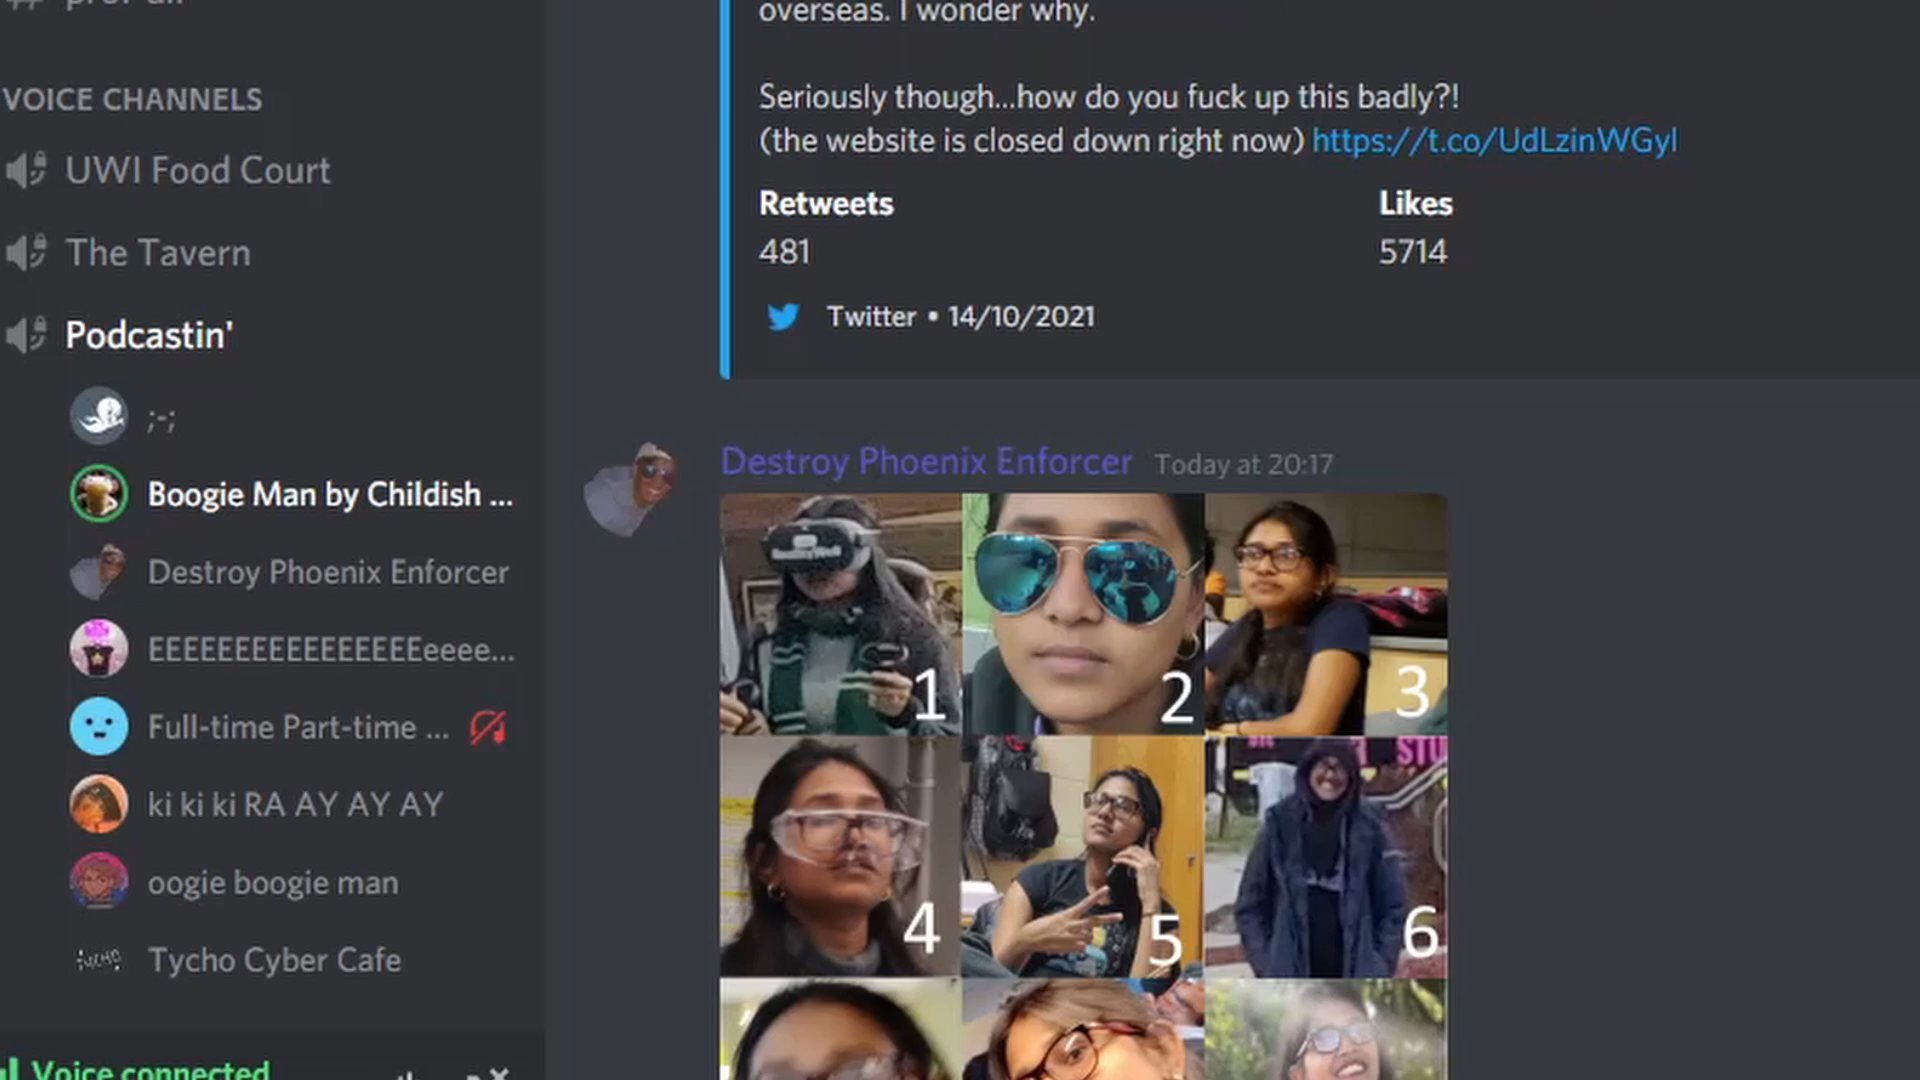 overseas. I wonder why.
Seriously though...how do you fuck up this badly?!
(the website is closed down right now) https://t.co/UdLzinWGyl
Retweets
Likes
481
5714
Twitter • 14/10/2021
VOICE CHANNELS
UWI Food Court
The Tavern
Podcastin'
;-;
Boogie Man by Childish ...
Destroy Phoenix Enforcer
EEEEEEEEEEEEEEEEeeee...
Full-time Part-time ...
ki ki ki RA AY AY AY
oogie boogie man
Tycho Cyber Cafe
Voice connected
Destroy Phoenix Enforcer Today at 20:17
1
2
3
4
5
STU
6